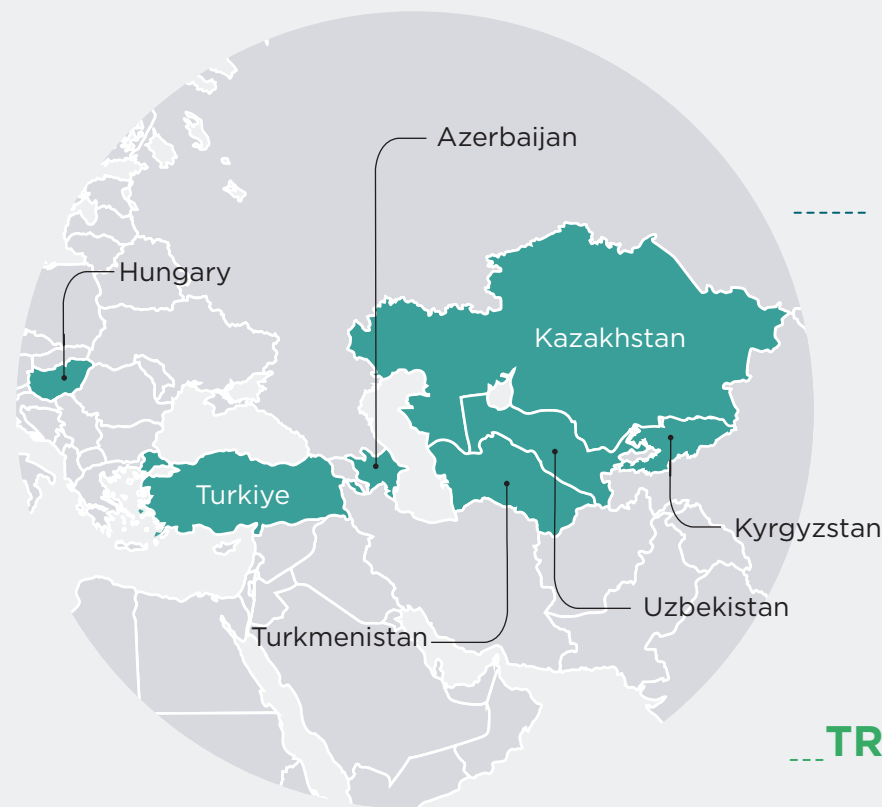 Azerbaijan
Hungary
Kazakhstan
Turkiye
Kyrgyzstan
Uzbekistan
Turkmenistan
TR